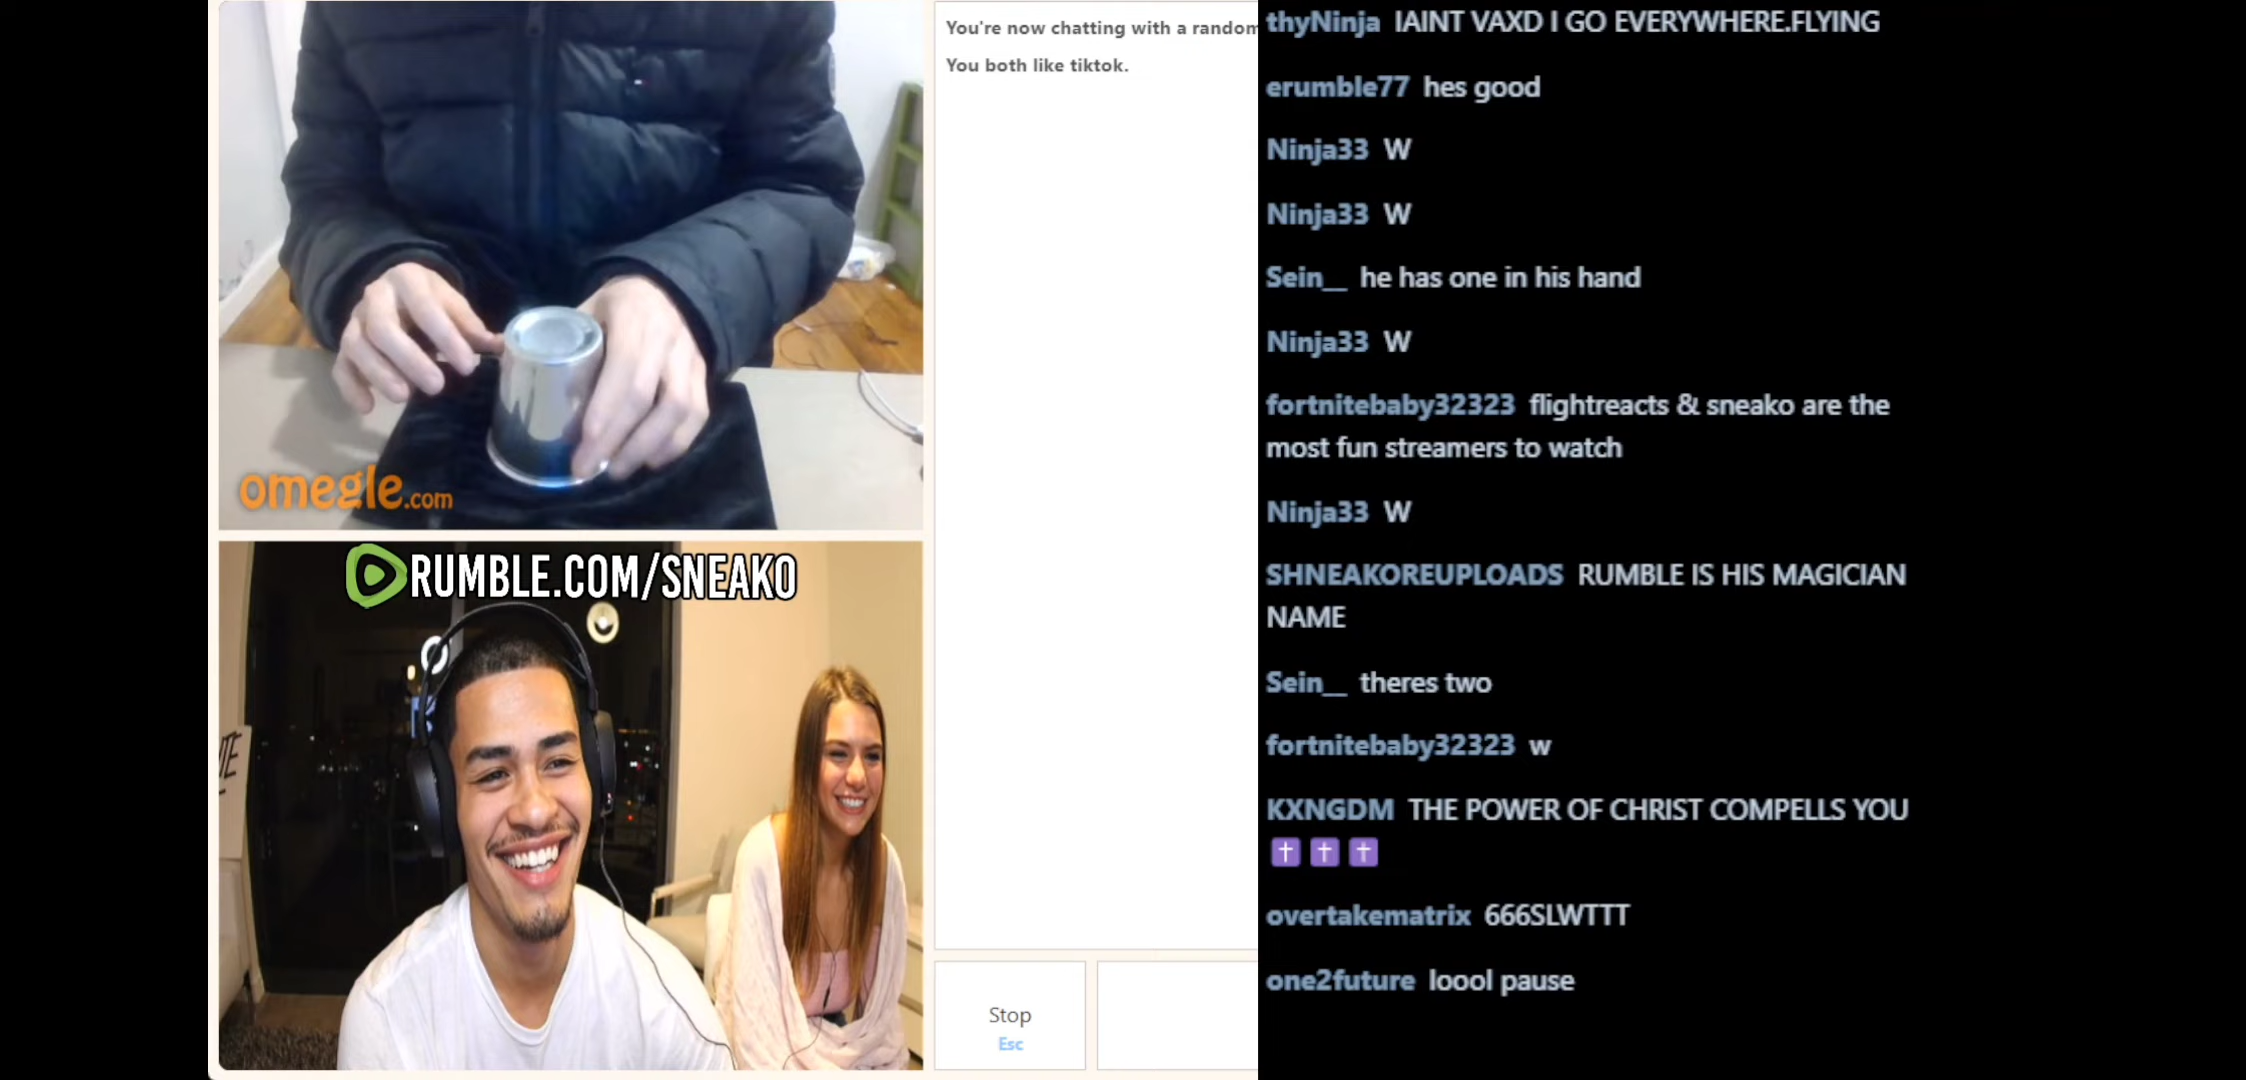 You're now chatting with a random
You both like tiktok.
omegle.com
RUMBLE.COM/SNEAKO
Stop
Esc
thyNinja IAINT VAXD I GO EVERYWHERE.FLYING
erumble77 hes good
Ninja33 W
Ninja33 W
Sein__ he has one in his hand
Ninja33 W
fortnitebaby32323 flightreacts & sneako are the
most fun streamers to watch
Ninja33 W
SHNEAKOREUPLOADS RUMBLE IS HIS MAGICIAN
NAME
Sein__ theres two
fortnitebaby32323 w
KXNGDM THE POWER OF CHRIST COMPELLS YOU
✝️✝️✝️
overtakematrix 666SLWTTT
one2future loool pause